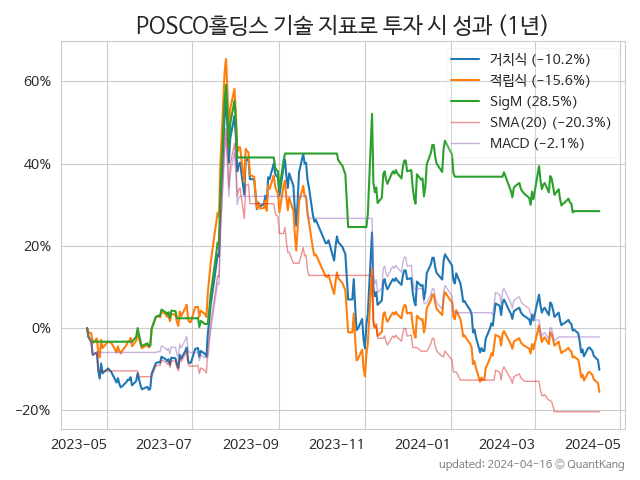 POSCO홀딩스 기술 지표로 투자 시 성과 (1년)
거치식 (−10.2%)
적립식 (−15.6%)
SigM (28.5%)
SMA(20) (−20.3%)
MACD (−2.1%)
60%
40%
20%
0%
−20%
2023-05 2023-07 2023-09 2023-11 2024-01 2024-03 2024-05
updated: 2024-04-16 © QuantKang